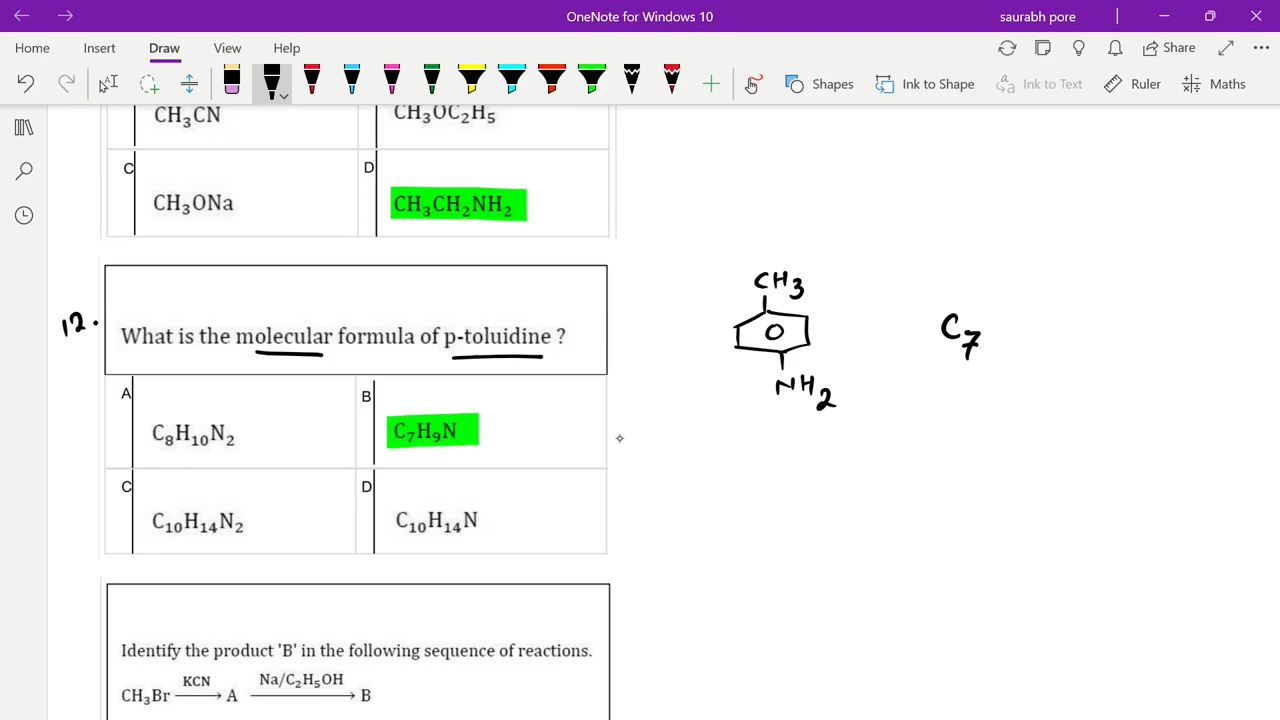 OneNote for Windows 10
saurabh pore
Home Insert Draw View Help
Share
Shapes Ink to Shape Ink to Text Ruler Maths
CH₃CN
CH₃OC₂H₅
C
CH₃ONa
D
CH₃CH₂NH₂
12.
What is the molecular formula of p-toluidine ?
A
C₈H₁₀N₂
B
C₇H₉N
C
C₁₀H₁₄N₂
D
C₁₀H₁₄N
CH₃
NH₂
C₇
Identify the product 'B' in the following sequence of reactions.
KCN Na/C₂H₅OH
CH₃Br ⟶ A ⟶ B